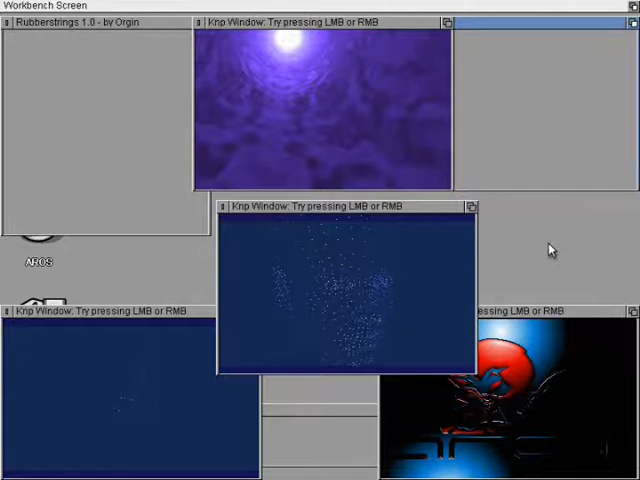 Workbench Screen
Rubberstrings 1.0 - by Orgin
Knp Window: Try pressing LMB or RMB
Knp Window: Try pressing LMB or RMB
AROS
Knp Window: Try pressing LMB or RMB
essing LMB or RMB